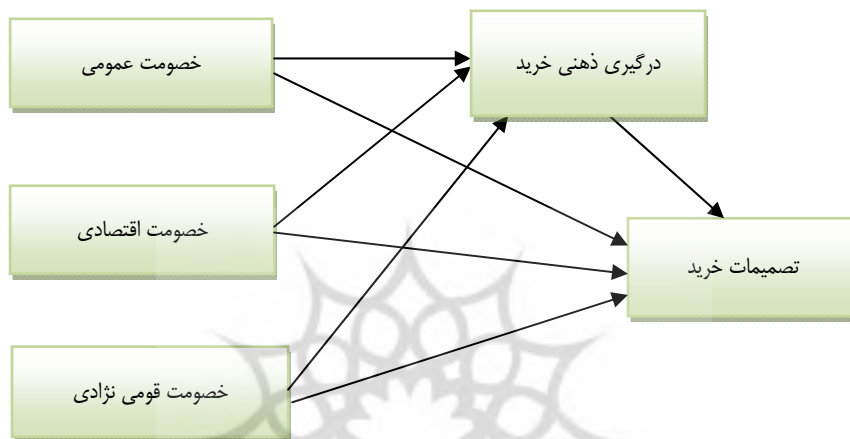 خصومت عمومی
درگیری ذهنی خرید
خصومت اقتصادی
تصمیمات خرید
خصومت قومی نژادی